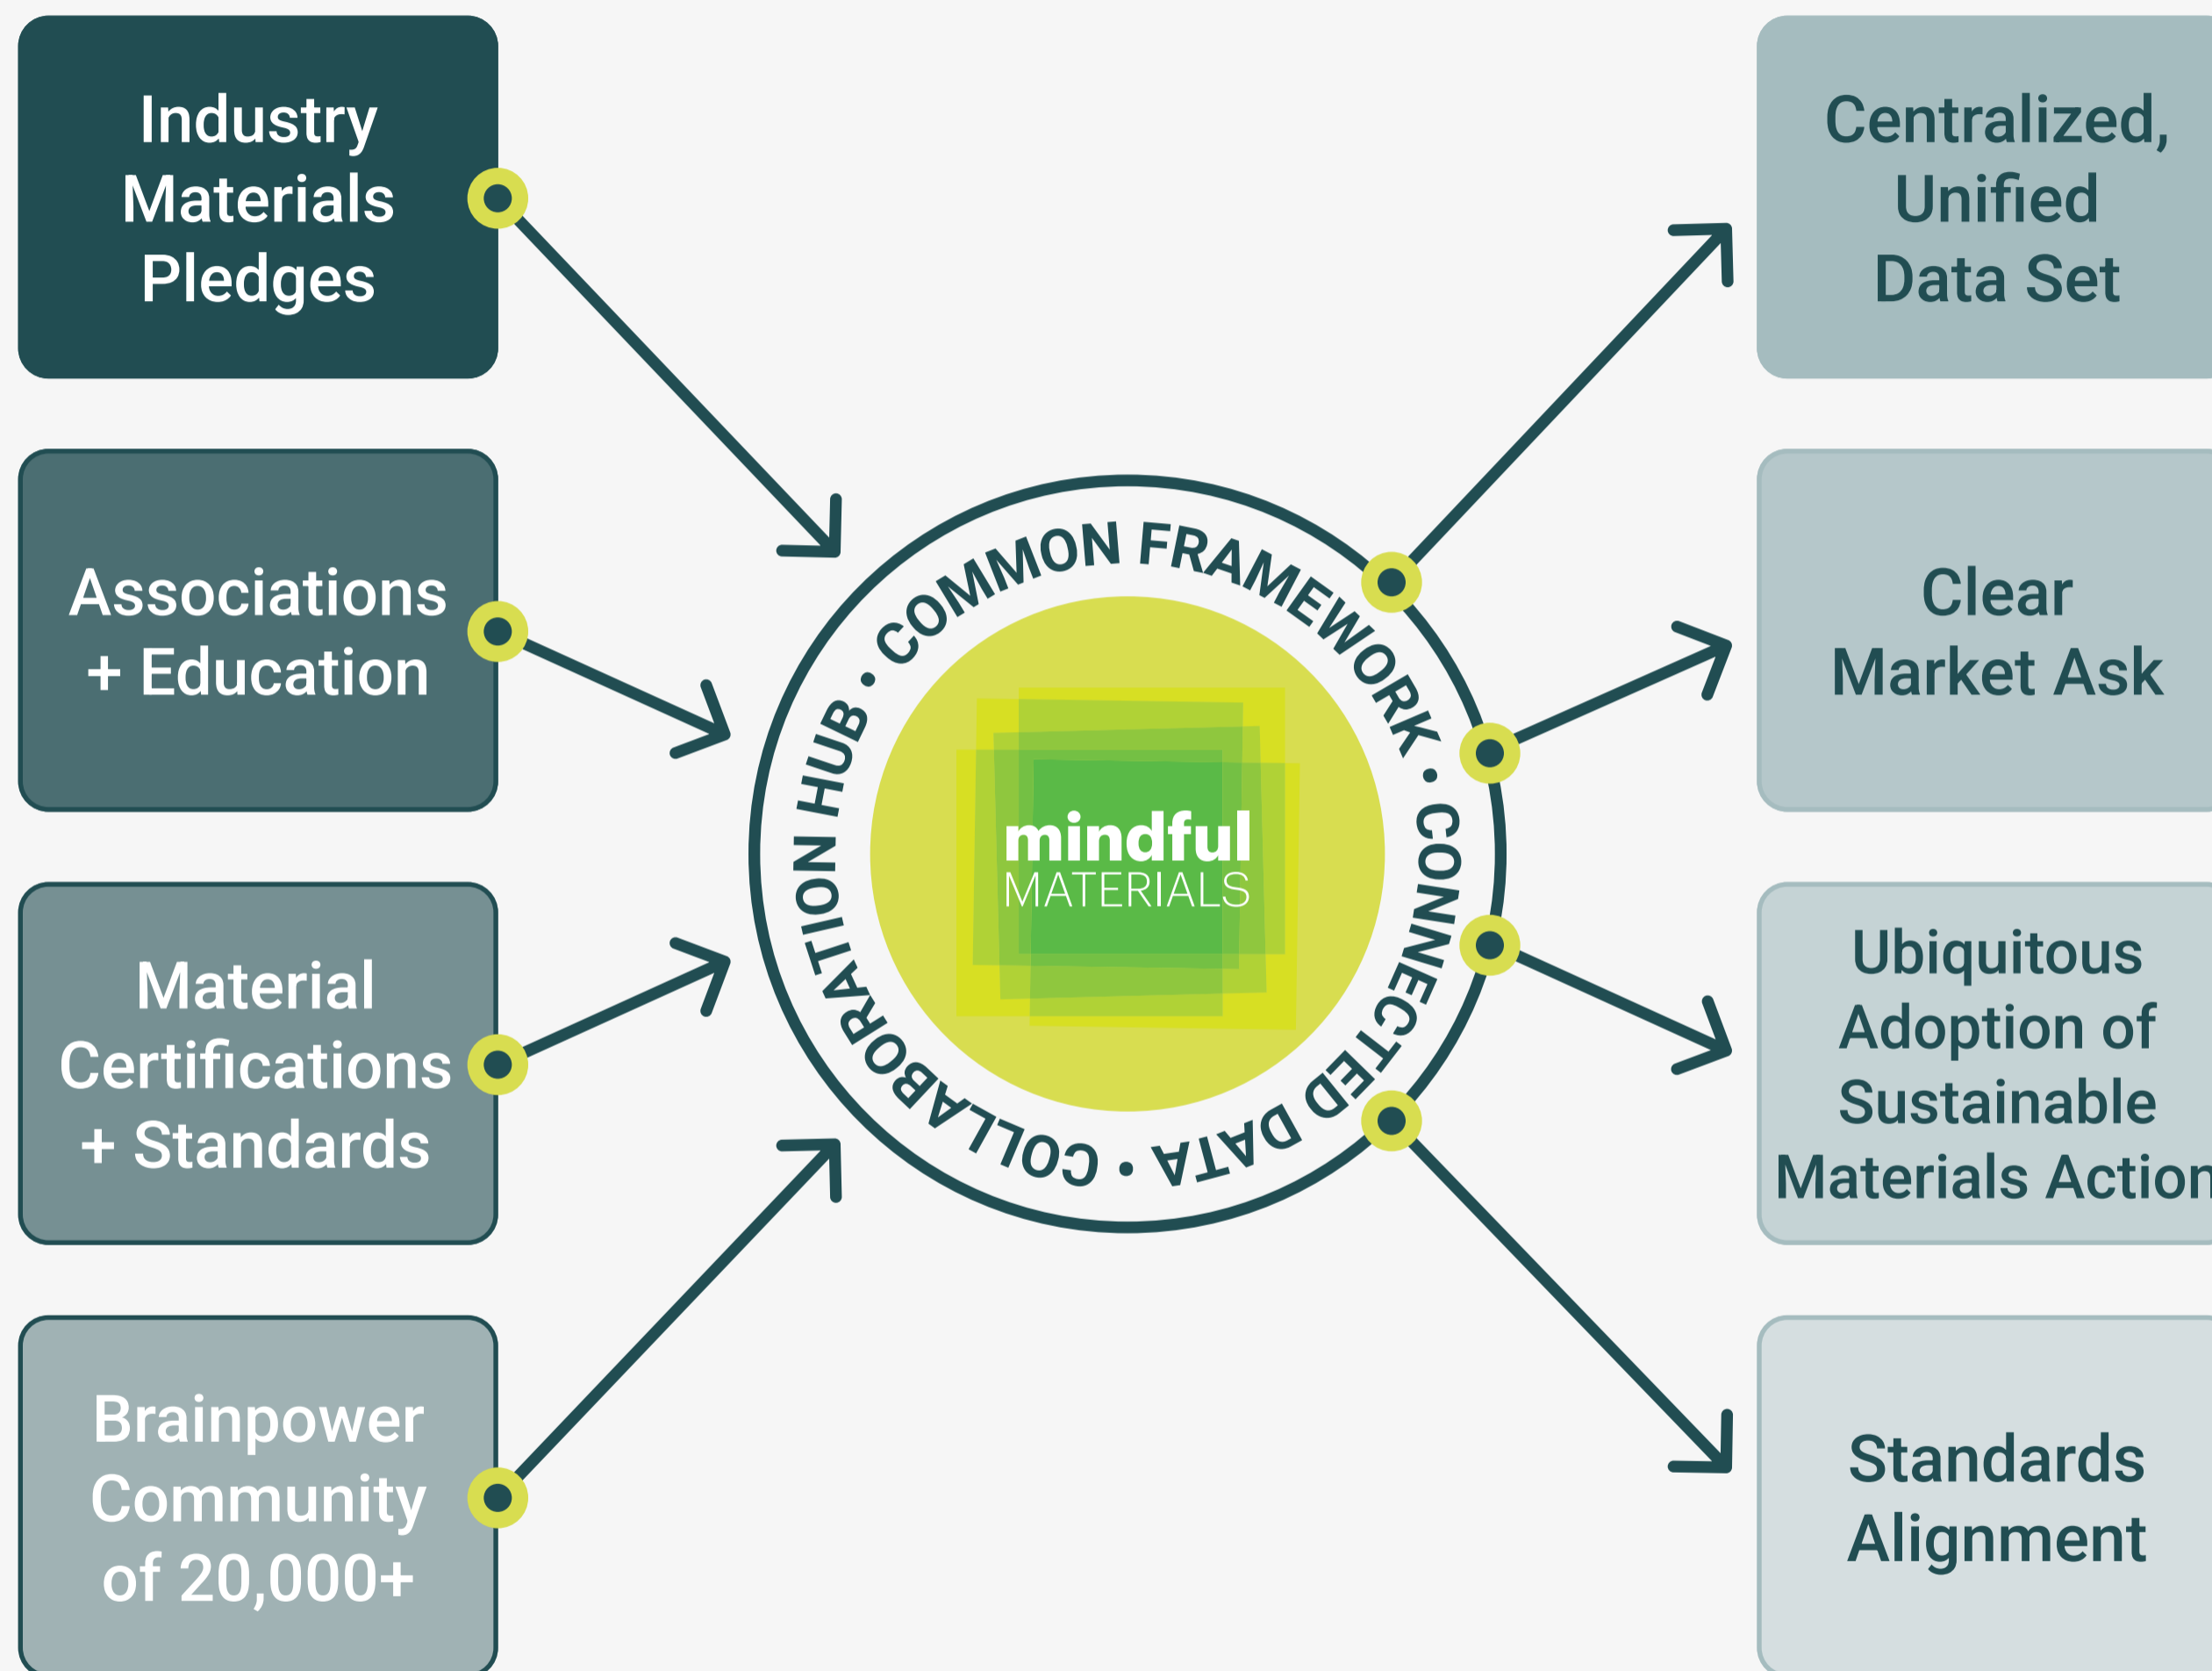 Industry
Materials
Pledges
Associations
+ Education
Material
Certifications
+ Standards
Brainpower
Community
of 20,000+
COMMON FRAMEWORK • CONNECTED DATA • COLLABORATION HUB •
mindful
MATERIALS
Centralized,
Unified
Data Set
Clear
Market Ask
Ubiquitous
Adoption of
Sustainable
Materials Action
Standards
Alignment